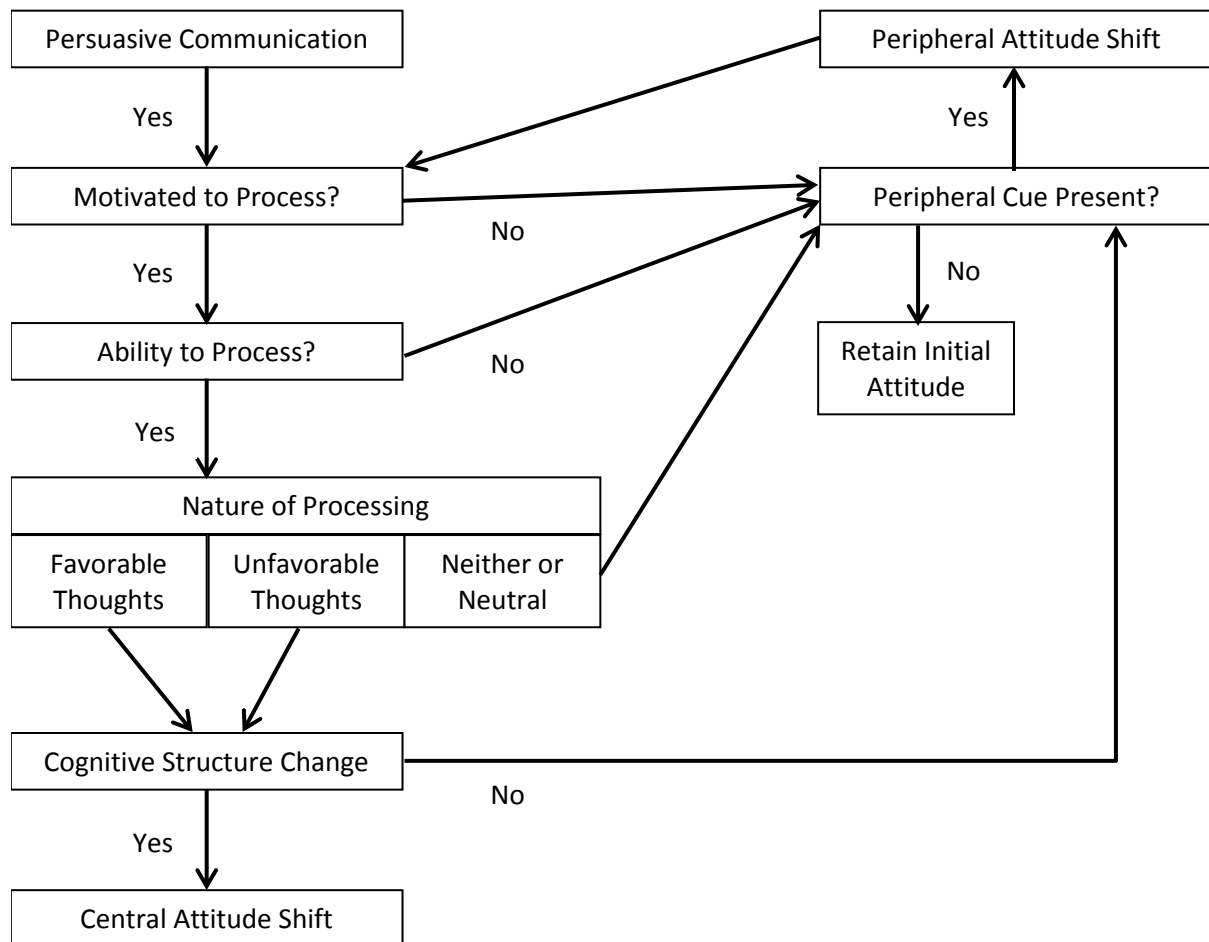 Persuasive Communication
Peripheral Attitude Shift
Yes
Yes
Motivated to Process?
Peripheral Cue Present?
No
Yes
No
Ability to Process?
No
Retain Initial
Attitude
Yes
Nature of Processing
Favorable
Thoughts
Unfavorable
Thoughts
Neither or
Neutral
Cognitive Structure Change
No
Yes
Central Attitude Shift